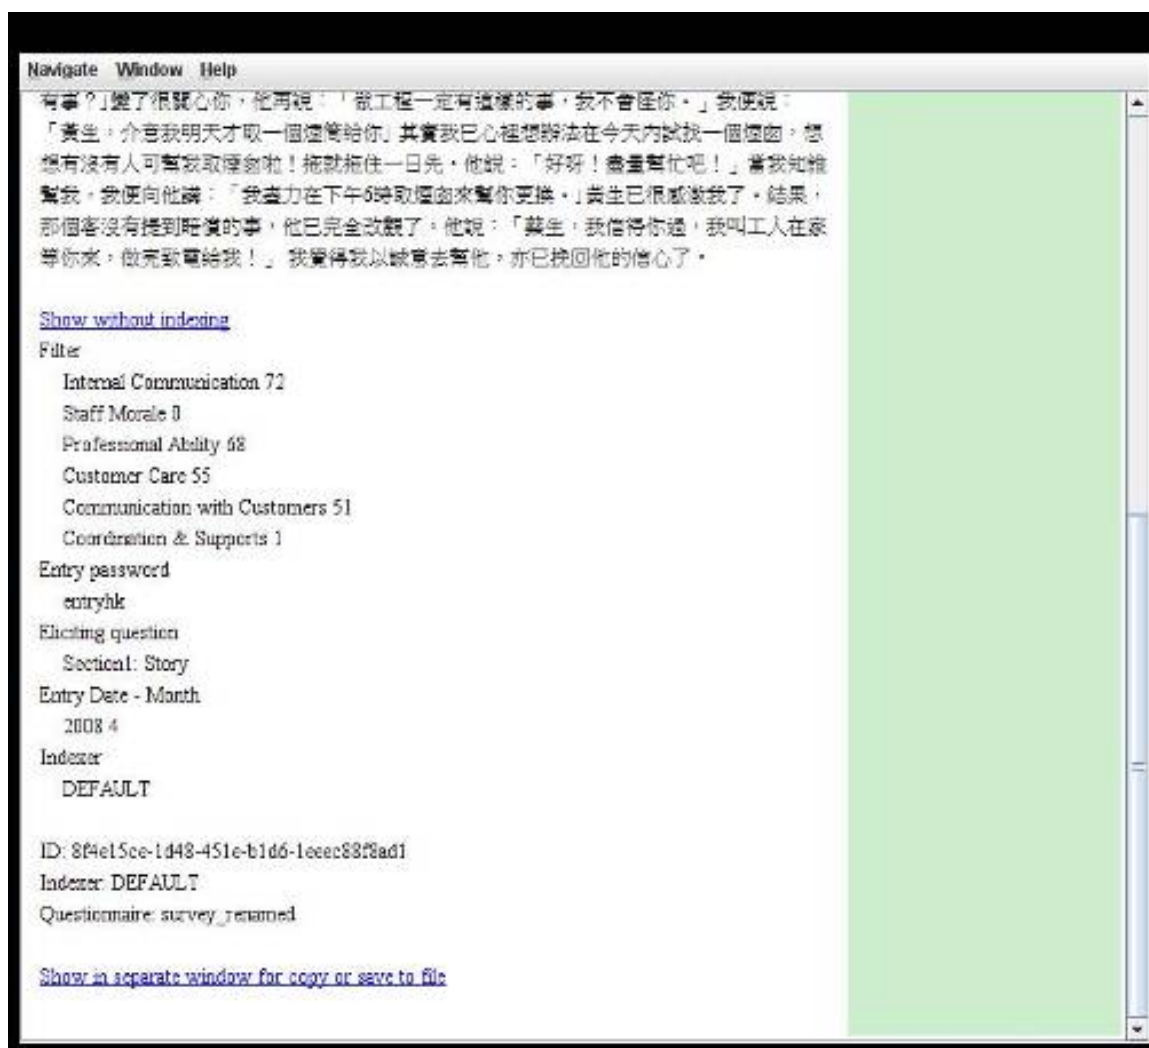 Navigate Window Help
有事?」變了很關心你,他再說:「做工程一定有這樣的事,我不會怪你。」我便說:
「黃生,介意我明天才取一個煙筒給你」其實我已心裡想辦法在今天內試找一個煙囪,想
想有沒有人可幫我取煙囪啦!拖就拖住一日先。他說:「好呀!盡量幫忙吧!」當我知誰
幫我,我便向他講:「我盡力在下午6時取煙囪來幫你更換。」黃生已很感激我了。結果,
那個客沒有提到賠償的事,他已完全改觀了。他說:「蔡生,我信得你過,我叫工人在家
等你來,做完致電給我!」 我覺得我以誠意去幫他,亦已挽回他的信心了。
Show without indexing
Filter
Internal Communication 72
Staff Morale 0
Professional Ability 68
Customer Care 55
Communication with Customers 51
Coordination & Supports 1
Entry password
entryhk
Eliciting question
Section1: Story
Entry Date - Month
2008 4
Indexer
DEFAULT
ID: 8f4e15ce-1d48-451e-b1d6-1eeec88f8ad1
Indexer: DEFAULT
Questionnaire: survey_renamed
Show in separate window for copy or save to file